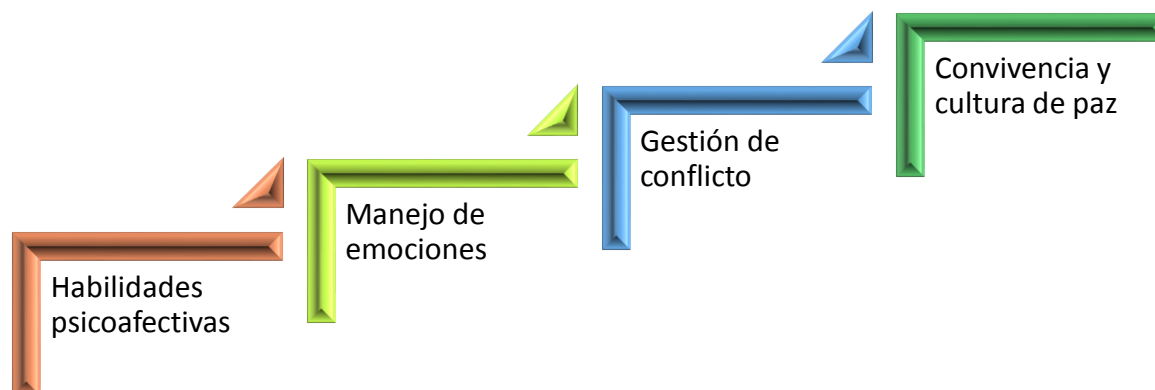 Habilidades
psicoafectivas
Manejo de
emociones
Gestión de
conflicto
Convivencia y
cultura de paz